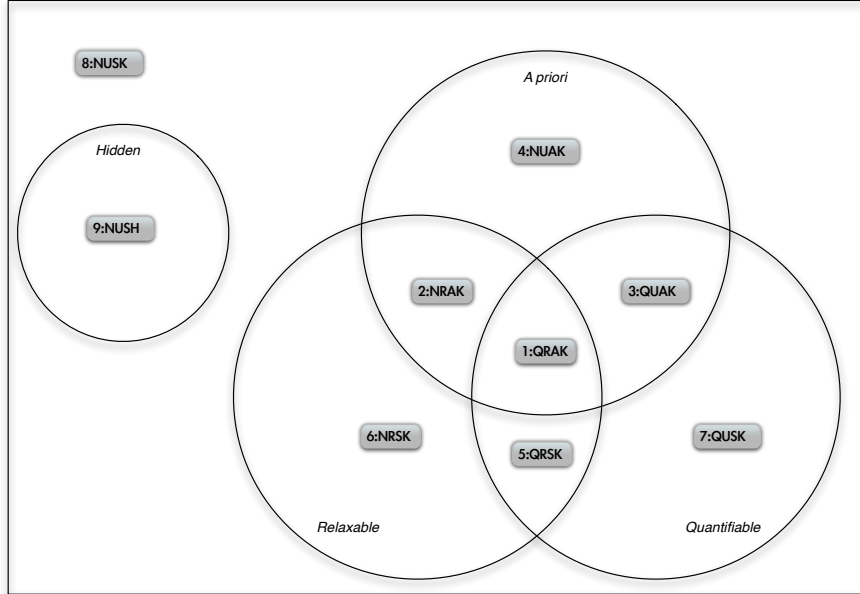 8:NUSK
A priori
Hidden
4:NUAK
9:NUSH
2:NRAK
3:QUAK
1:QRAK
6:NRSK
7:QUSK
5:QRSK
Relaxable
Quantifiable